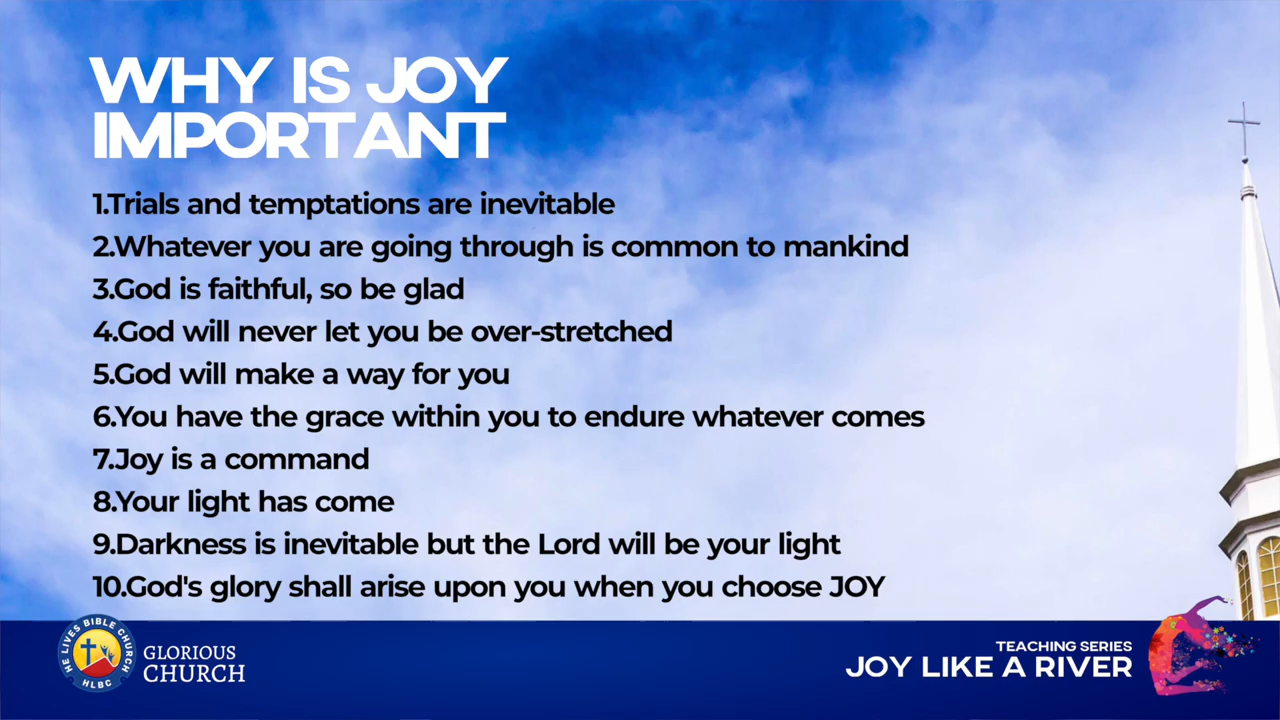 WHY IS JOY
IMPORTANT
1.Trials and temptations are inevitable
2.Whatever you are going through is common to mankind
3.God is faithful, so be glad
4.God will never let you be over-stretched
5.God will make a way for you
6.You have the grace within you to endure whatever comes
7.Joy is a command
8.Your light has come
9.Darkness is inevitable but the Lord will be your light
10.God's glory shall arise upon you when you choose JOY
HE LIVES BIBLE CHURCH
HLBC
GLORIOUS
CHURCH
TEACHING SERIES
JOY LIKE A RIVER